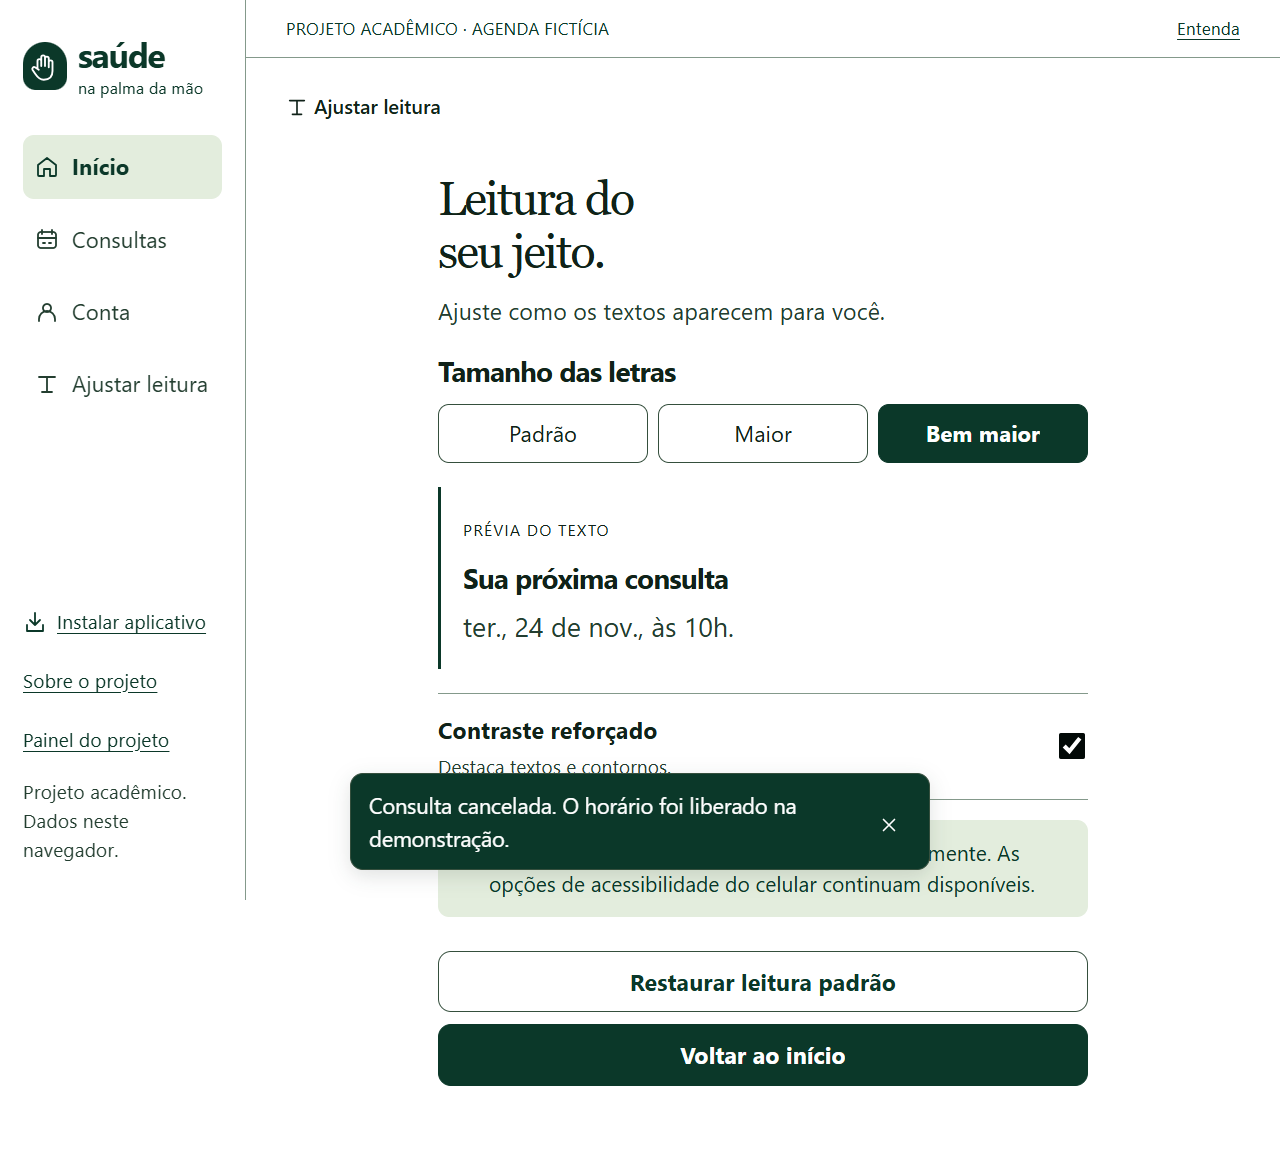 saúde
na palma da mão
Início
Consultas
Conta
Ajustar leitura
Instalar aplicativo
Sobre o projeto
Painel do projeto
Projeto acadêmico.
Dados neste
navegador.
PROJETO ACADÊMICO · AGENDA FICTÍCIA
Entenda
Ajustar leitura
Leitura do
seu jeito.
Ajuste como os textos aparecem para você.
Tamanho das letras
Padrão
Maior
Bem maior
PRÉVIA DO TEXTO
Sua próxima consulta
ter., 24 de nov., às 10h.
Contraste reforçado
Destaca textos e contornos.
Consulta cancelada. O horário foi liberado na
demonstração.
mente. As
opções de acessibilidade do celular continuam disponíveis.
Restaurar leitura padrão
Voltar ao início